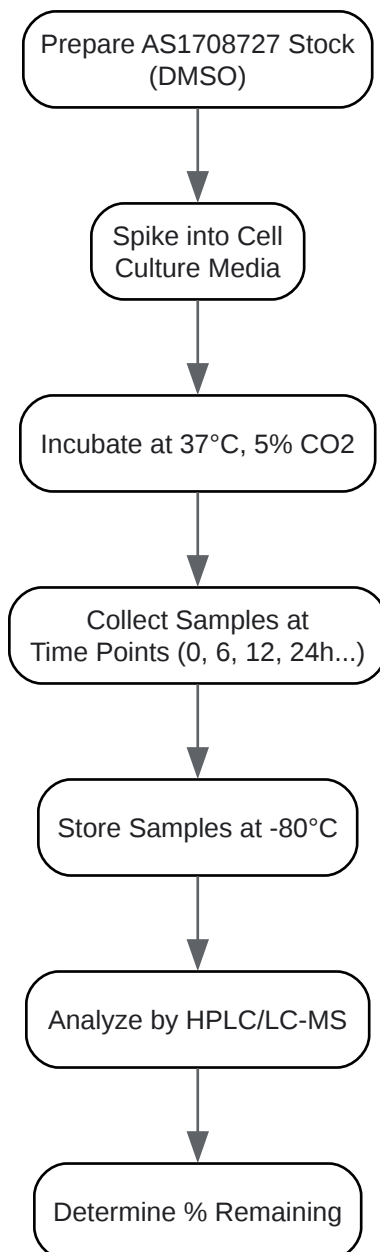 Prepare AS1708727 Stock
(DMSO)
Spike into Cell
Culture Media
Incubate at 37°C, 5% CO2
Collect Samples at
Time Points (0, 6, 12, 24h...)
Store Samples at -80°C
Analyze by HPLC/LC-MS
Determine % Remaining